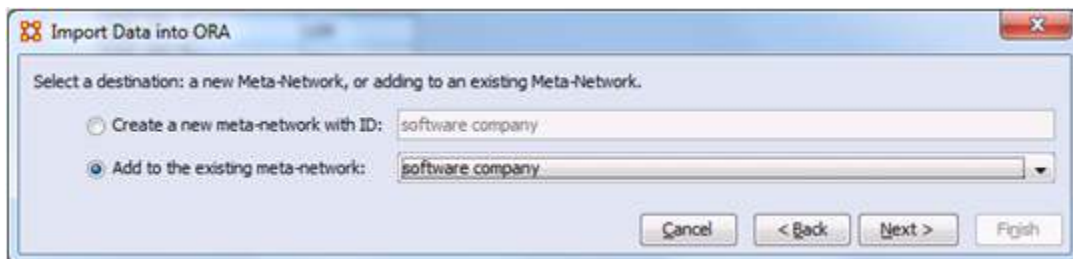 Import Data into ORA
Select a destination: a new Meta-Network, or adding to an existing Meta-Network.
Create a new meta-network with ID: software company
Add to the existing meta-network: software company
Cancel < Back Next > Finish